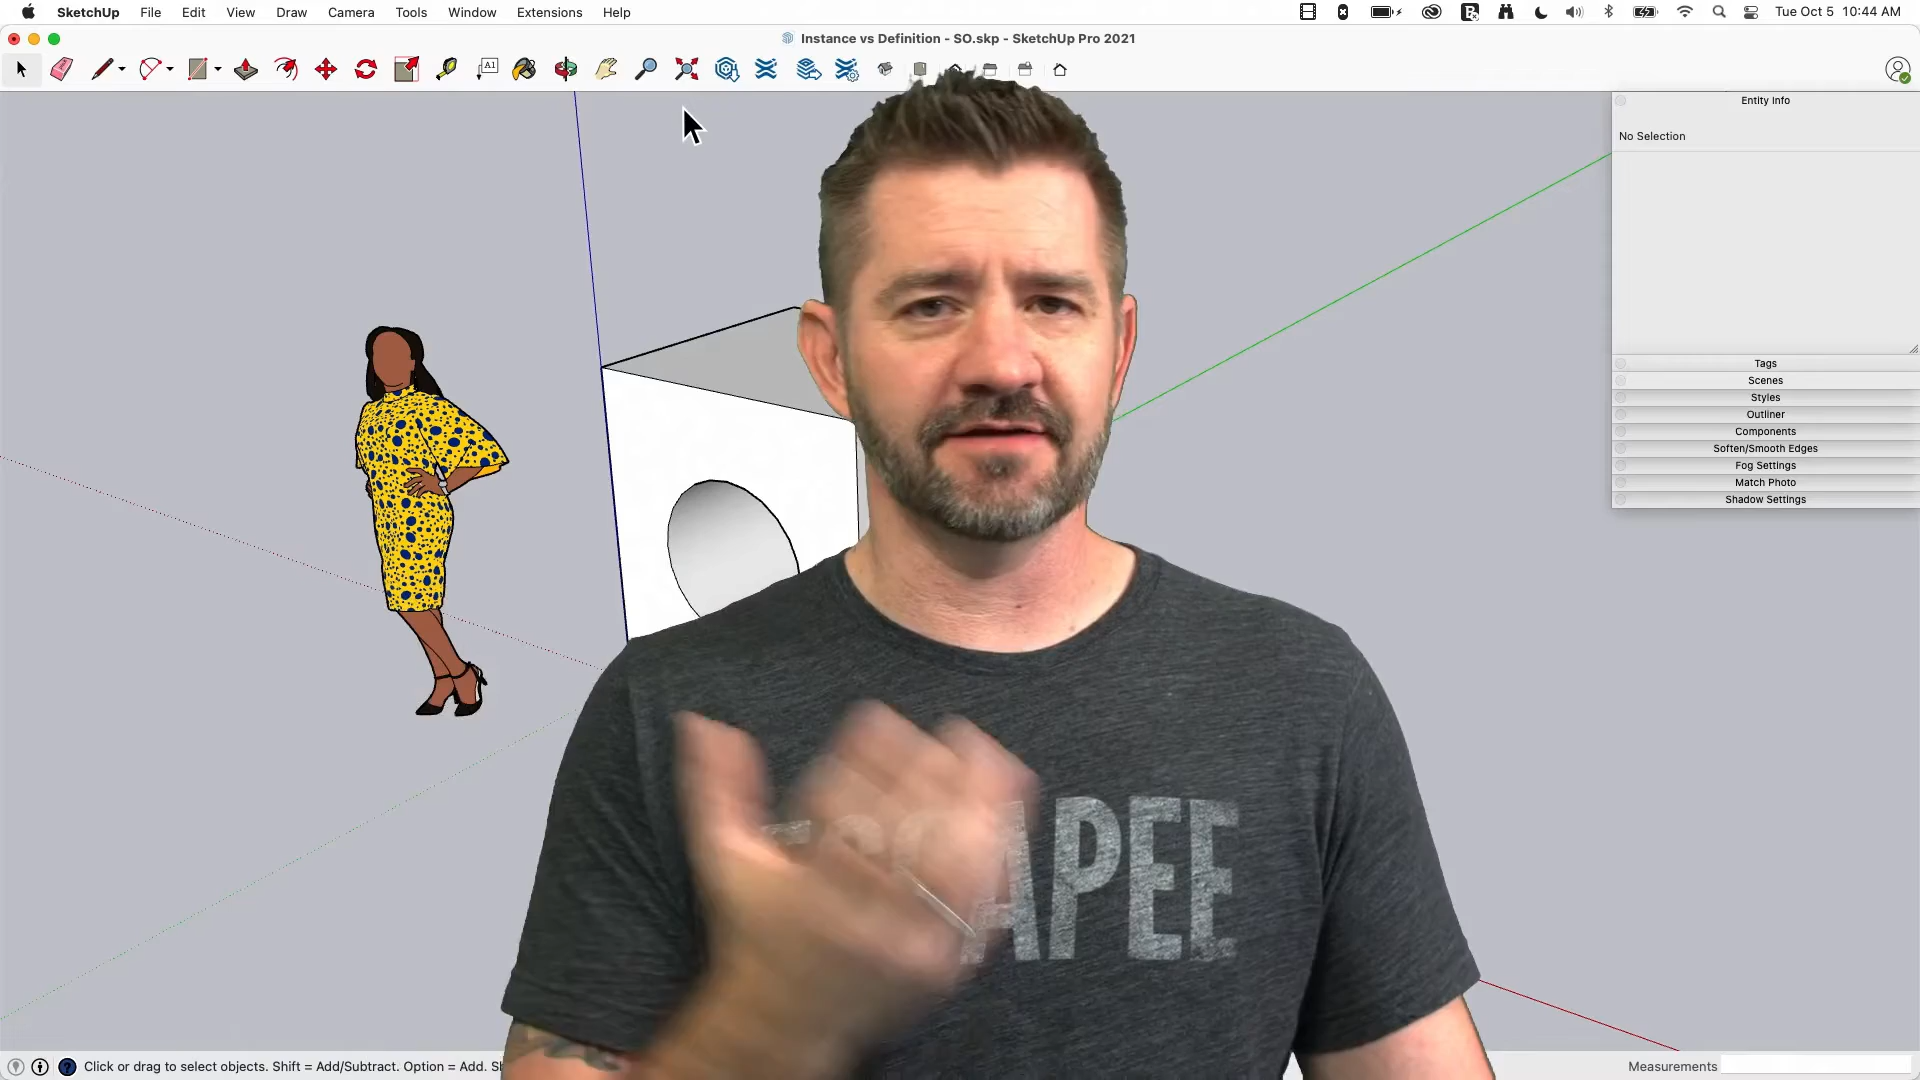 SketchUp File Edit View Draw Camera Tools Window Extensions Help Tue Oct 5 10:44 AM
Instance vs Definition - SO.skp - SketchUp Pro 2021
A1
Entity Info
No Selection
Tags
Scenes
Styles
Outliner
Components
Soften/Smooth Edges
Fog Settings
Match Photo
Shadow Settings
APEE
Click or drag to select objects. Shift = Add/Subtract. Option = Add. Measurements